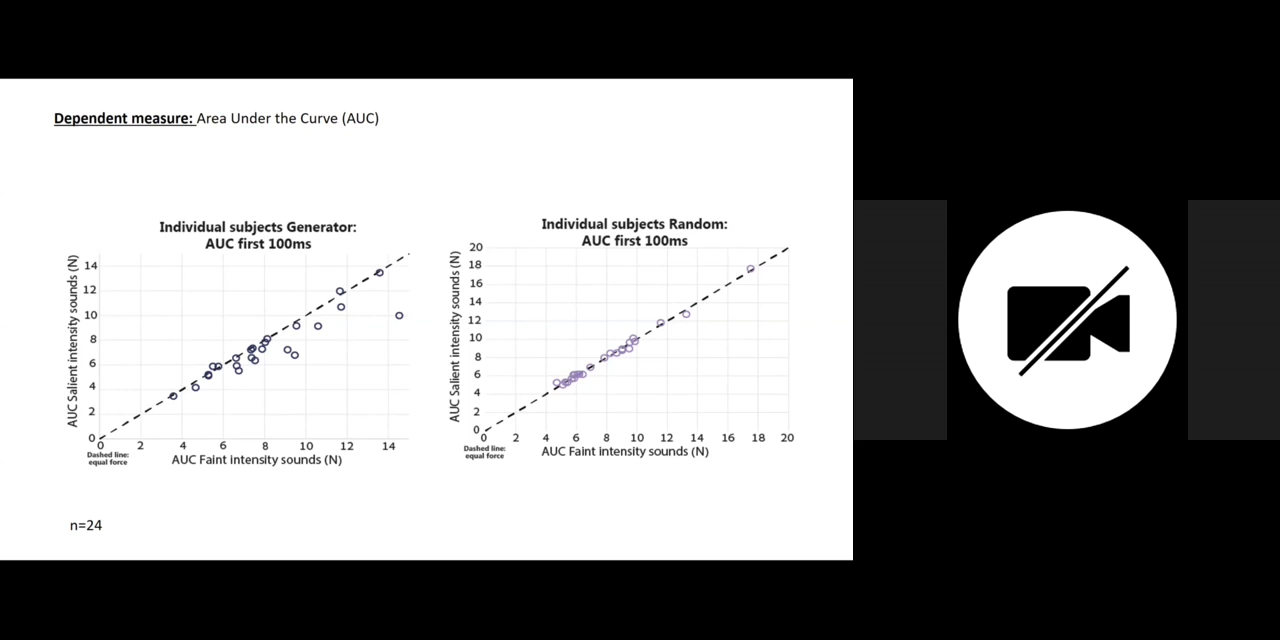 Dependent measure: Area Under the Curve (AUC)
Individual subjects Generator:
AUC first 100ms
AUC Salient intensity sounds (N)
14
12
10
8
6
4
2
0
0 2 4 6 8 10 12 14
Dashed line:
equal force
AUC Faint intensity sounds (N)
Individual subjects Random:
AUC first 100ms
AUC Salient intensity sounds (N)
20
18
16
14
12
10
8
6
4
2
0
0 2 4 6 8 10 12 14 16 18 20
Dashed line:
equal force
AUC Faint intensity sounds (N)
n=24